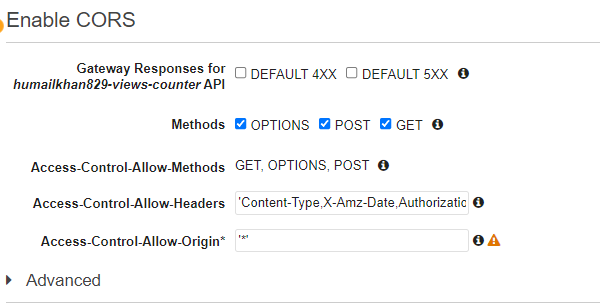 Enable CORS
Gateway Responses for DEFAULT 4XX DEFAULT 5XX
humailkhan829-views-counter API
Methods OPTIONS POST GET
Access-Control-Allow-Methods GET, OPTIONS, POST
Access-Control-Allow-Headers 'Content-Type,X-Amz-Date,Authorizatic
Access-Control-Allow-Origin* '*'
Advanced